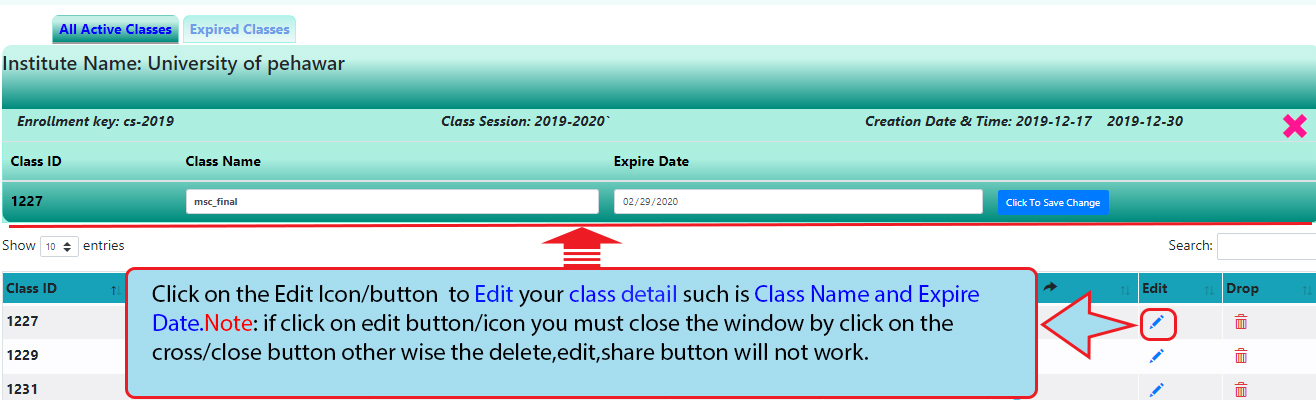 All Active Classes Expired Classes
Institute Name: University of pehawar
Enrollment key: cs-2019 Class Session: 2019-2020` Creation Date & Time: 2019-12-17 2019-12-30
Class ID Class Name Expire Date
1227 msc_final 02/29/2020 Click To Save Change
Show 10 entries Search:
Class ID Edit Drop
1227
1229
1231
Click on the Edit Icon/button to Edit your class detail such is Class Name and Expire
Date.Note: if click on edit button/icon you must close the window by click on the
cross/close button other wise the delete,edit,share button will not work.